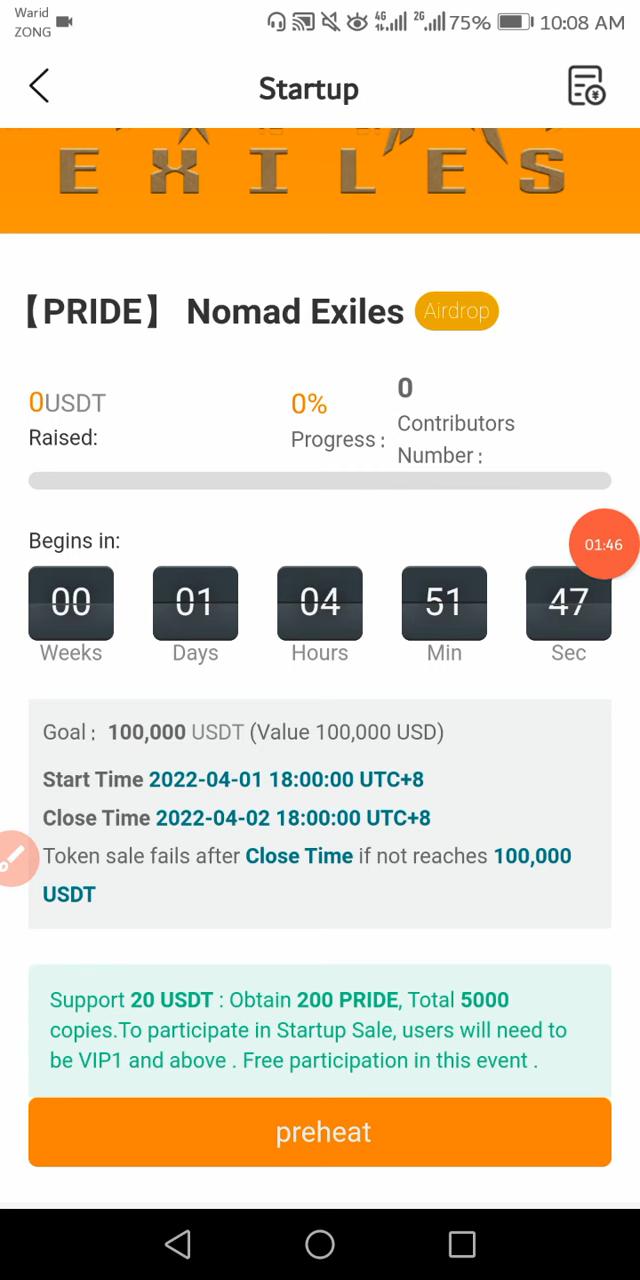 Warid
ZONG
4G
2G
75%
10:08 AM
Startup
EXILES
【PRIDE】 Nomad Exiles
Airdrop
0USDT
Raised:
0%
Progress :
0
Contributors
Number :
Begins in:
01:46
00
01
04
51
47
Weeks
Days
Hours
Min
Sec
Goal : 100,000 USDT (Value 100,000 USD)
Start Time 2022-04-01 18:00:00 UTC+8
Close Time 2022-04-02 18:00:00 UTC+8
Token sale fails after Close Time if not reaches 100,000
USDT
Support 20 USDT : Obtain 200 PRIDE, Total 5000
copies.To participate in Startup Sale, users will need to
be VIP1 and above . Free participation in this event .
preheat